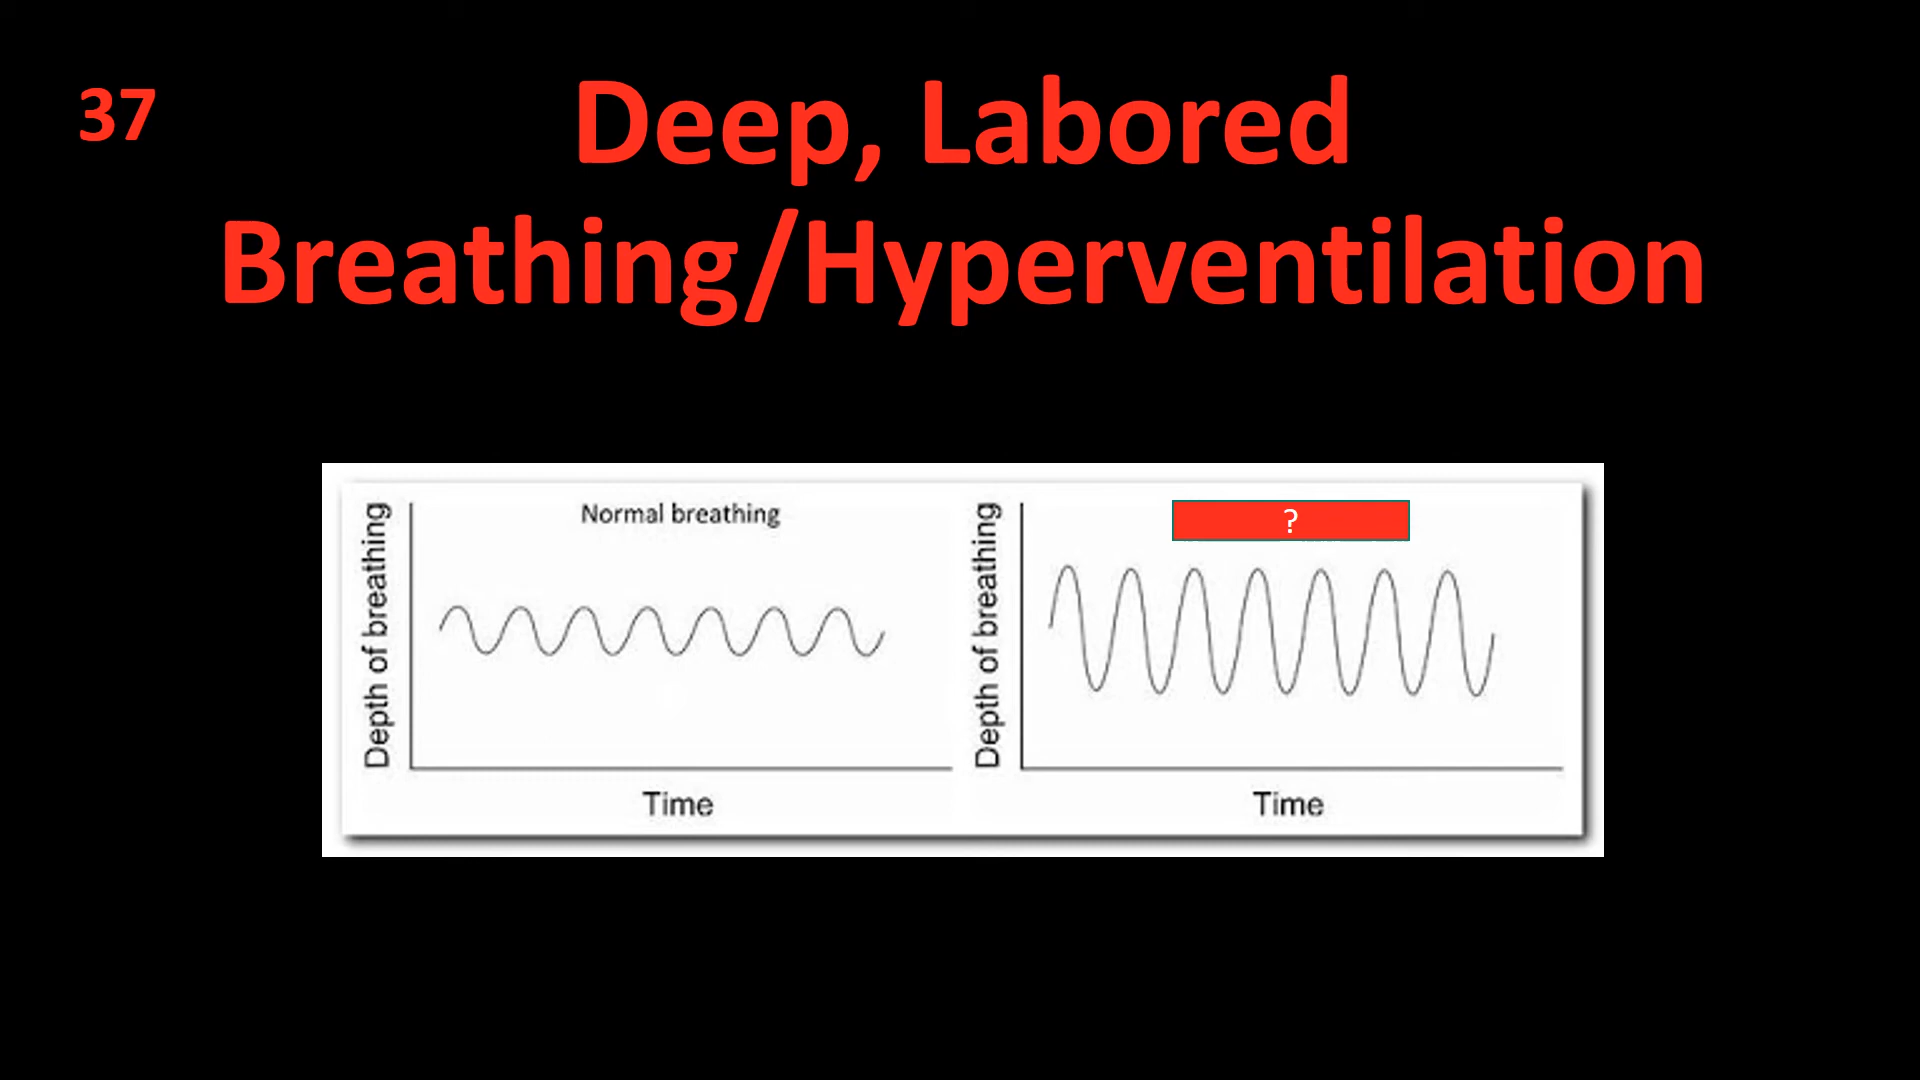 37
Deep, Labored
Breathing/Hyperventilation
Normal breathing
Depth of breathing
Time
?
Depth of breathing
Time